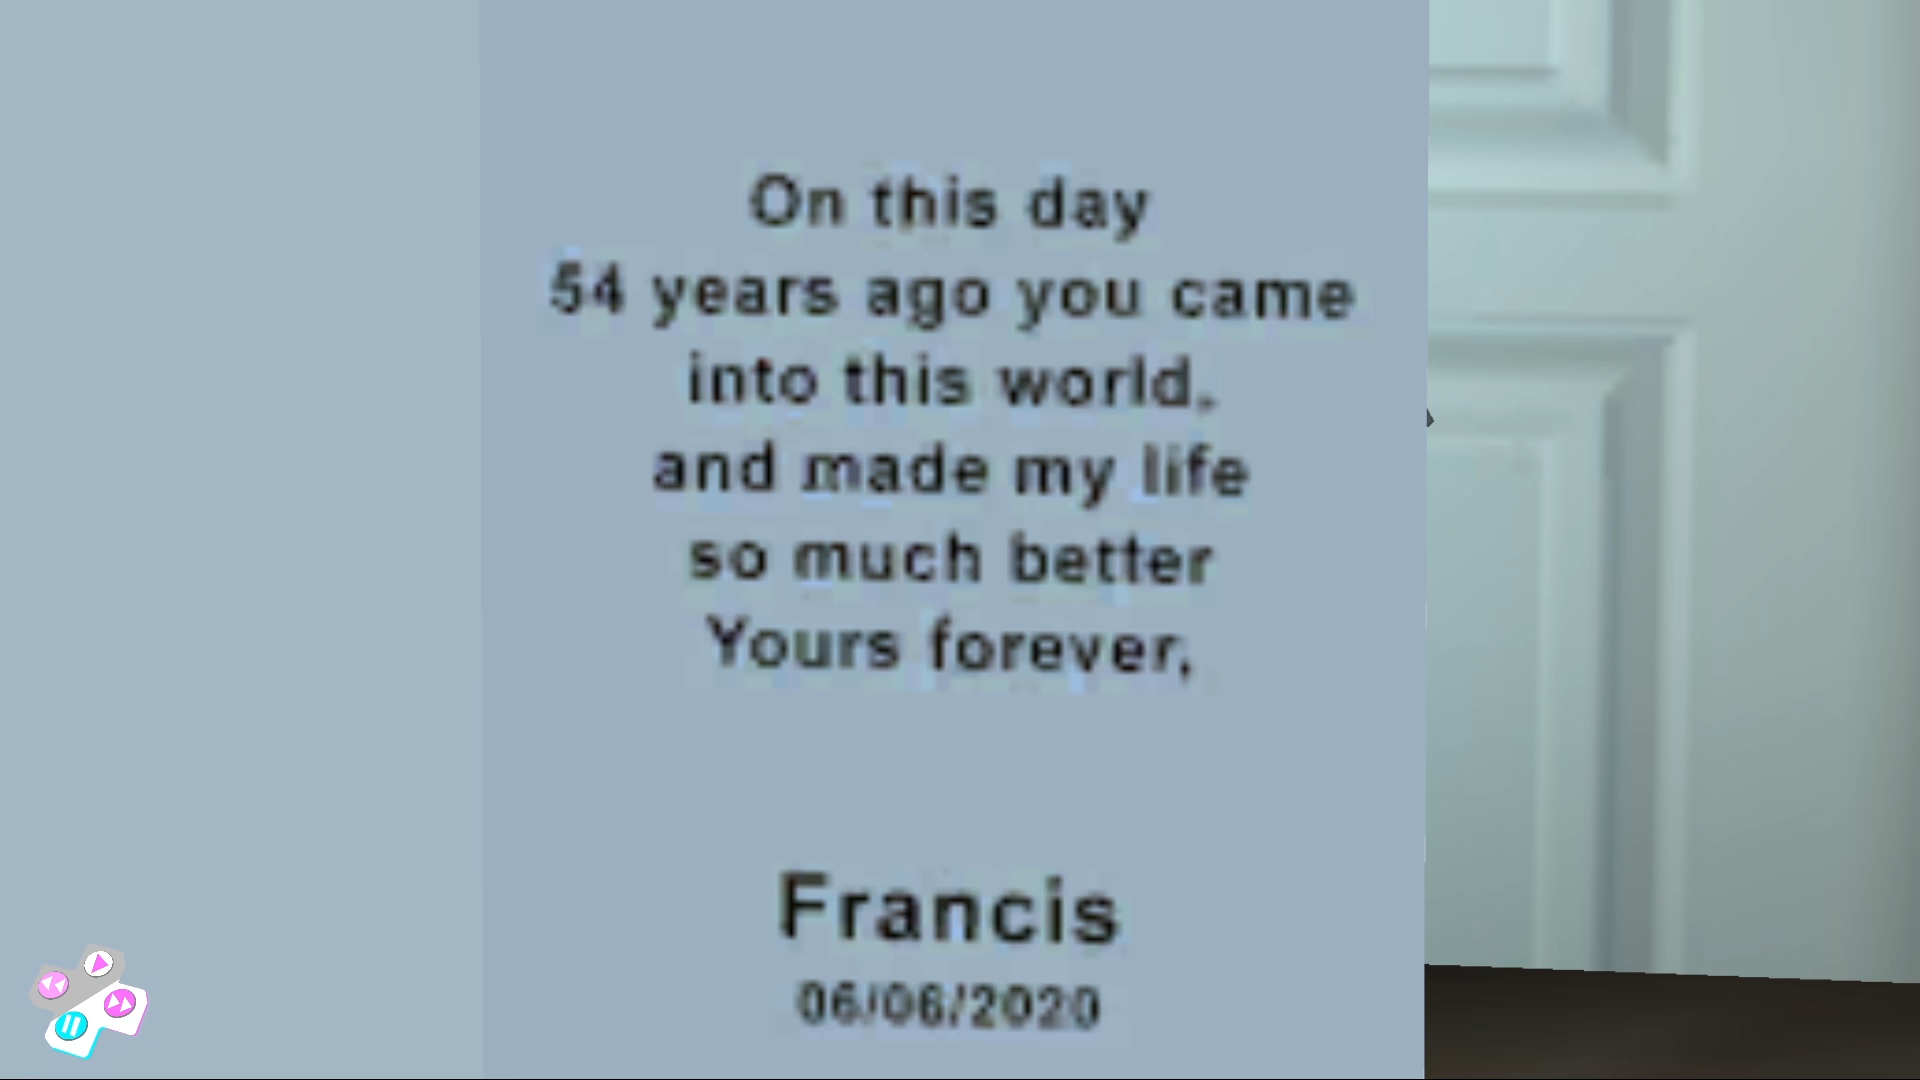 On this day
54 years ago you came
into this world,
and made my life
so much better
Yours forever,
Francis
06/06/2020